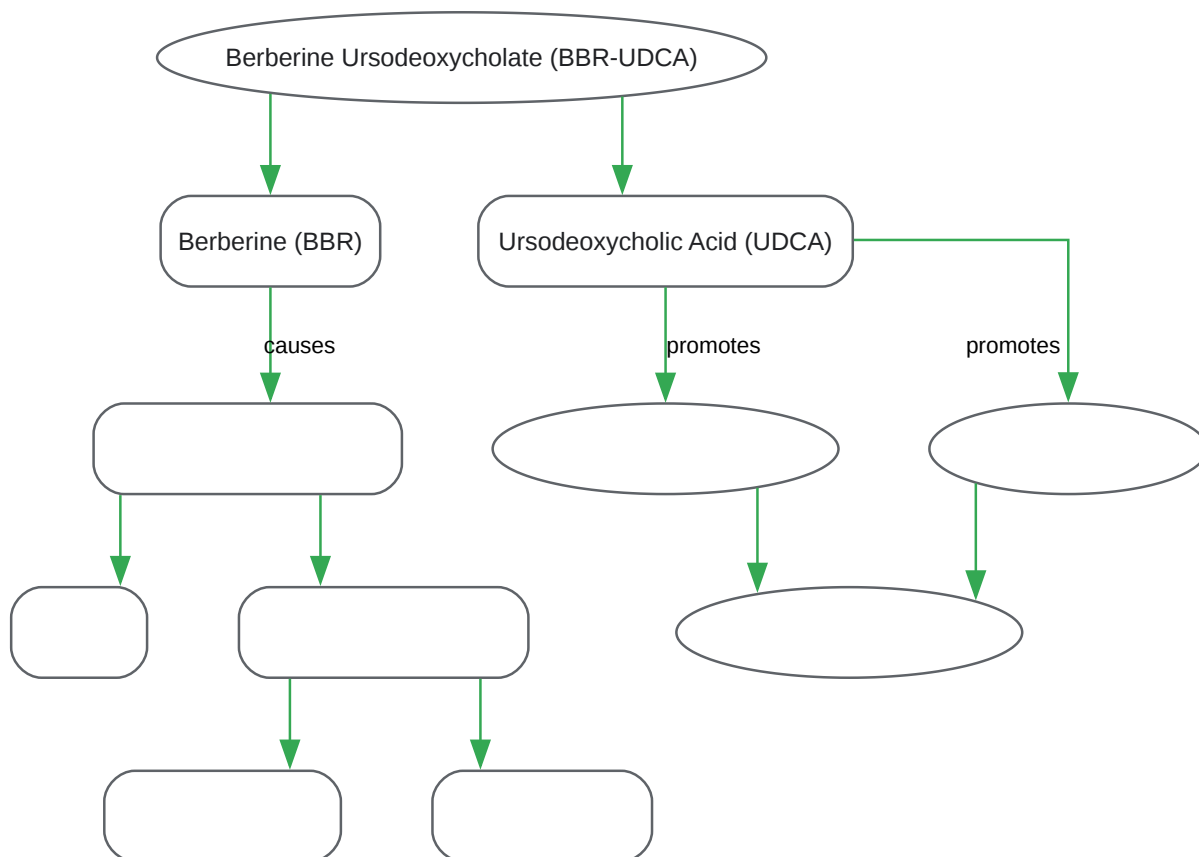 Berberine Ursodeoxycholate (BBR-UDCA)
Berberine (BBR)
Ursodeoxycholic Acid (UDCA)
causes
promotes
promotes